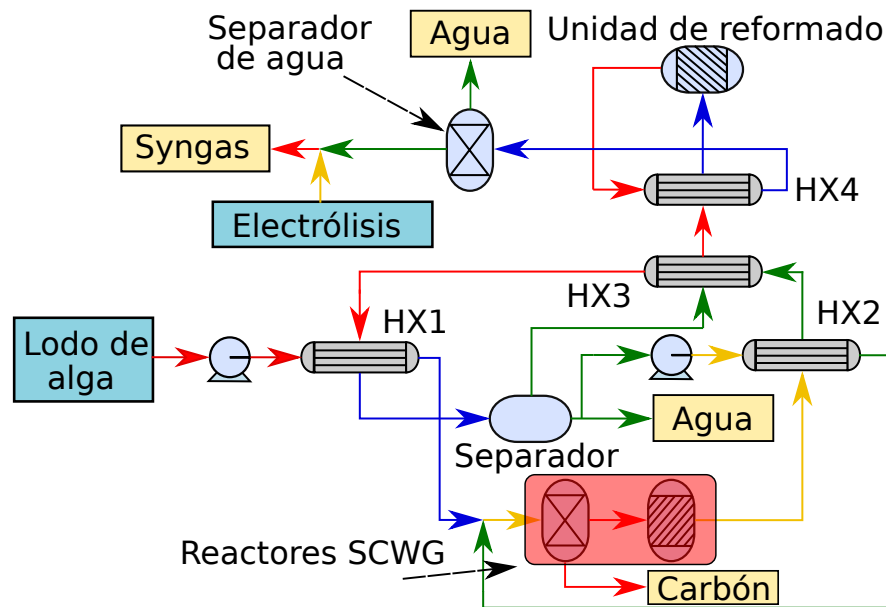 Separador
de agua
Agua
Unidad de reformado
Syngas
Electrólisis
HX4
HX3
HX2
HX1
Lodo de
alga
Agua
Separador
Reactores SCWG
Carbón